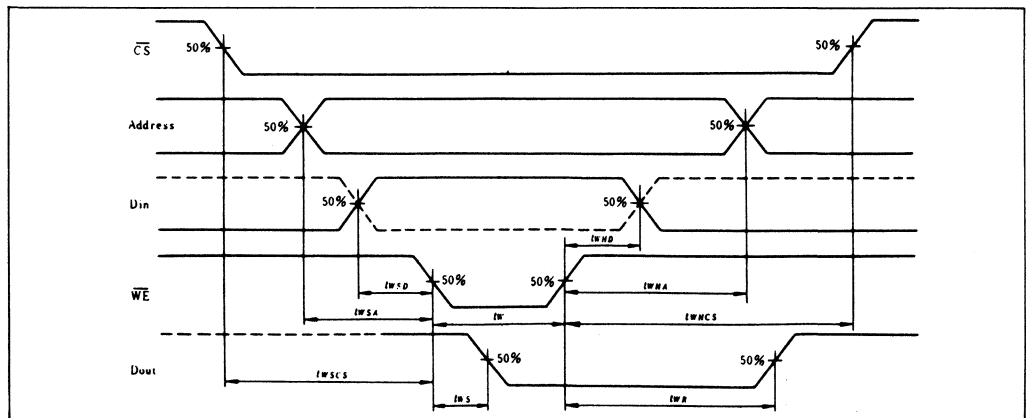 50% 50%
CS
50% 50%
Address
50% 50%
Din
tWHD
50% 50%
tWSD tWHA
WE
tWSA tW tWHCS
50% 50%
Dout
tWSCS
tWS tWR